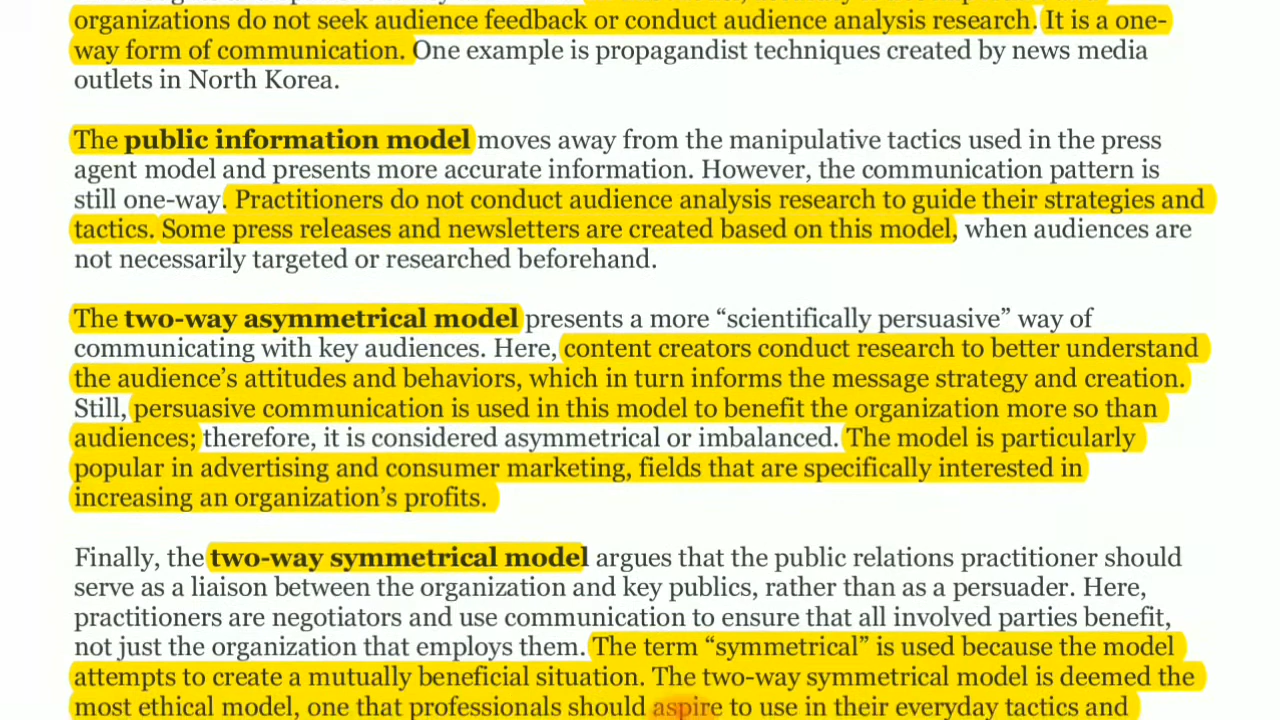 organizations do not seek audience feedback or conduct audience analysis research. It is a one-
way form of communication. One example is propagandist techniques created by news media
outlets in North Korea.
The public information model moves away from the manipulative tactics used in the press
agent model and presents more accurate information. However, the communication pattern is
still one-way. Practitioners do not conduct audience analysis research to guide their strategies and
tactics. Some press releases and newsletters are created based on this model, when audiences are
not necessarily targeted or researched beforehand.
The two-way asymmetrical model presents a more “scientifically persuasive” way of
communicating with key audiences. Here, content creators conduct research to better understand
the audience’s attitudes and behaviors, which in turn informs the message strategy and creation.
Still, persuasive communication is used in this model to benefit the organization more so than
audiences; therefore, it is considered asymmetrical or imbalanced. The model is particularly
popular in advertising and consumer marketing, fields that are specifically interested in
increasing an organization’s profits.
Finally, the two-way symmetrical model argues that the public relations practitioner should
serve as a liaison between the organization and key publics, rather than as a persuader. Here,
practitioners are negotiators and use communication to ensure that all involved parties benefit,
not just the organization that employs them. The term “symmetrical” is used because the model
attempts to create a mutually beneficial situation. The two-way symmetrical model is deemed the
most ethical model, one that professionals should aspire to use in their everyday tactics and